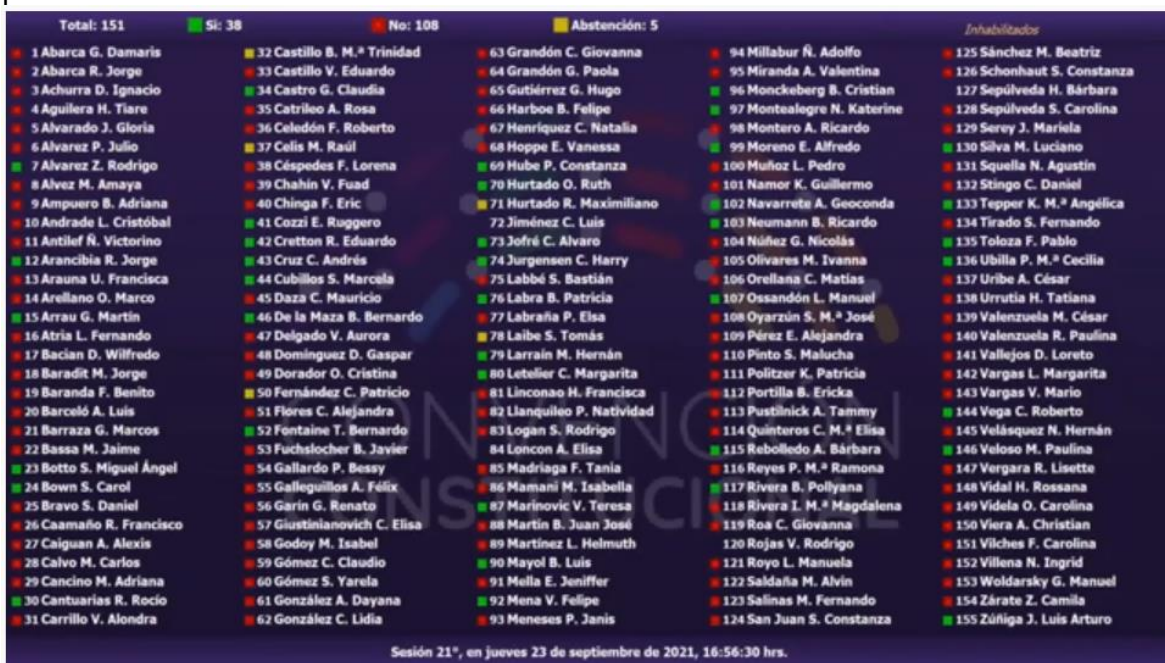 Total: 151 Sì: 38 No: 108 Abstención: 5 Inhabilitados
1 Abarca G. Damaris
2 Abarca R. Jorge
3 Achurra D. Ignacio
4 Aguilera H. Tiare
5 Alvarado J. Gloria
6 Alvarez P. Julio
7 Alvarez Z. Rodrigo
8 Alvez M. Amaya
9 Ampuero B. Adriana
10 Andrade L. Cristóbal
11 Antilef Ñ. Victorino
12 Arancibia R. Jorge
13 Arauna U. Francisca
14 Arellano O. Marco
15 Arrau G. Martín
16 Atria L. Fernando
17 Bacian D. Wilfredo
18 Baradit M. Jorge
19 Baranda F. Benito
20 Barceló A. Luis
21 Barraza G. Marcos
22 Bassa M. Jaime
23 Botto S. Miguel Ángel
24 Bown S. Carol
25 Bravo S. Daniel
26 Caamaño R. Francisco
27 Caiguan A. Alexis
28 Calvo M. Carlos
29 Cancino M. Adriana
30 Cantuarias R. Rocío
31 Carrillo V. Alondra
32 Castillo B. M.ª Trinidad
33 Castillo V. Eduardo
34 Castro G. Claudia
35 Catrileo A. Rosa
36 Celedón F. Roberto
37 Celis M. Raúl
38 Céspedes F. Lorena
39 Chahin V. Fuad
40 Chinga F. Eric
41 Cozzi E. Ruggero
42 Cretton R. Eduardo
43 Cruz C. Andrés
44 Cubillos S. Marcela
45 Daza C. Mauricio
46 De la Maza B. Bernardo
47 Delgado V. Aurora
48 Domínguez D. Gaspar
49 Dorador O. Cristina
50 Fernández C. Patricio
51 Flores C. Alejandra
52 Fontaine T. Bernardo
53 Fuchslocher B. Javier
54 Gallardo P. Bessy
55 Galleguillos A. Félix
56 Garín G. Renato
57 Giustinianovich C. Elisa
58 Godoy M. Isabel
59 Gómez C. Claudio
60 Gómez S. Yarela
61 González A. Dayana
62 González C. Lidia
63 Grandón C. Giovanna
64 Grandón G. Paola
65 Gutiérrez G. Hugo
66 Harboe B. Felipe
67 Henríquez C. Natalia
68 Hoppe E. Vanessa
69 Hube P. Constanza
70 Hurtado O. Ruth
71 Hurtado R. Maximiliano
72 Jiménez C. Luis
73 Jofré C. Alvaro
74 Jurgensen C. Harry
75 Labbé S. Bastián
76 Labra B. Patricia
77 Labraña P. Elsa
78 Laibe S. Tomás
79 Larraín M. Hernán
80 Letelier C. Margarita
81 Linconao H. Francisca
82 Llanquileo P. Natividad
83 Logan S. Rodrigo
84 Loncon A. Elisa
85 Madriaga F. Tania
86 Mamani M. Isabella
87 Marinovic V. Teresa
88 Martin B. Juan José
89 Martínez L. Helmuth
90 Mayol B. Luis
91 Mella E. Jeniffer
92 Mena V. Felipe
93 Meneses P. Janis
94 Millabur Ñ. Adolfo
95 Miranda A. Valentina
96 Monckeberg B. Cristian
97 Montealegre N. Katerine
98 Montero A. Ricardo
99 Moreno E. Alfredo
100 Muñoz L. Pedro
101 Namor K. Guillermo
102 Navarrete A. Geoconda
103 Neumann B. Ricardo
104 Núñez G. Nicolás
105 Olivares M. Ivanna
106 Orellana C. Matías
107 Ossandón L. Manuel
108 Oyarzún S. M.ª José
109 Pérez E. Alejandra
110 Pinto S. Malucha
111 Politzer K. Patricia
112 Portilla B. Ericka
113 Pustilnick A. Tammy
114 Quinteros C. M.ª Elisa
115 Rebolledo A. Bárbara
116 Reyes P. M.ª Ramona
117 Rivera B. Pollyana
118 Rivera I. M.ª Magdalena
119 Roa C. Giovanna
120 Rojas V. Rodrigo
121 Royo L. Manuela
122 Saldaña M. Alvin
123 Salinas M. Fernando
124 San Juan S. Constanza
125 Sánchez M. Beatriz
126 Schonhaut S. Constanza
127 Sepúlveda H. Bárbara
128 Sepúlveda S. Carolina
129 Serey J. Mariela
130 Silva M. Luciano
131 Squella N. Agustín
132 Stingo C. Daniel
133 Tepper K. M.ª Angélica
134 Tirado S. Fernando
135 Toloza F. Pablo
136 Ubilla P. M.ª Cecilia
137 Uribe A. César
138 Urrutia H. Tatiana
139 Valenzuela M. César
140 Valenzuela R. Paulina
141 Vallejos D. Loreto
142 Vargas L. Margarita
143 Vargas V. Mario
144 Vega C. Roberto
145 Velásquez N. Hernán
146 Veloso M. Paulina
147 Vergara R. Lisette
148 Vidal H. Rossana
149 Videla O. Carolina
150 Viera A. Christian
151 Vilches F. Carolina
152 Villena N. Ingrid
153 Woldarsky G. Manuel
154 Zárate Z. Camila
155 Zúñiga J. Luis Arturo
CONVENCIÓN
CONSTITUCIONAL
Sesión 21°, en jueves 23 de septiembre de 2021, 16:56:30 hrs.